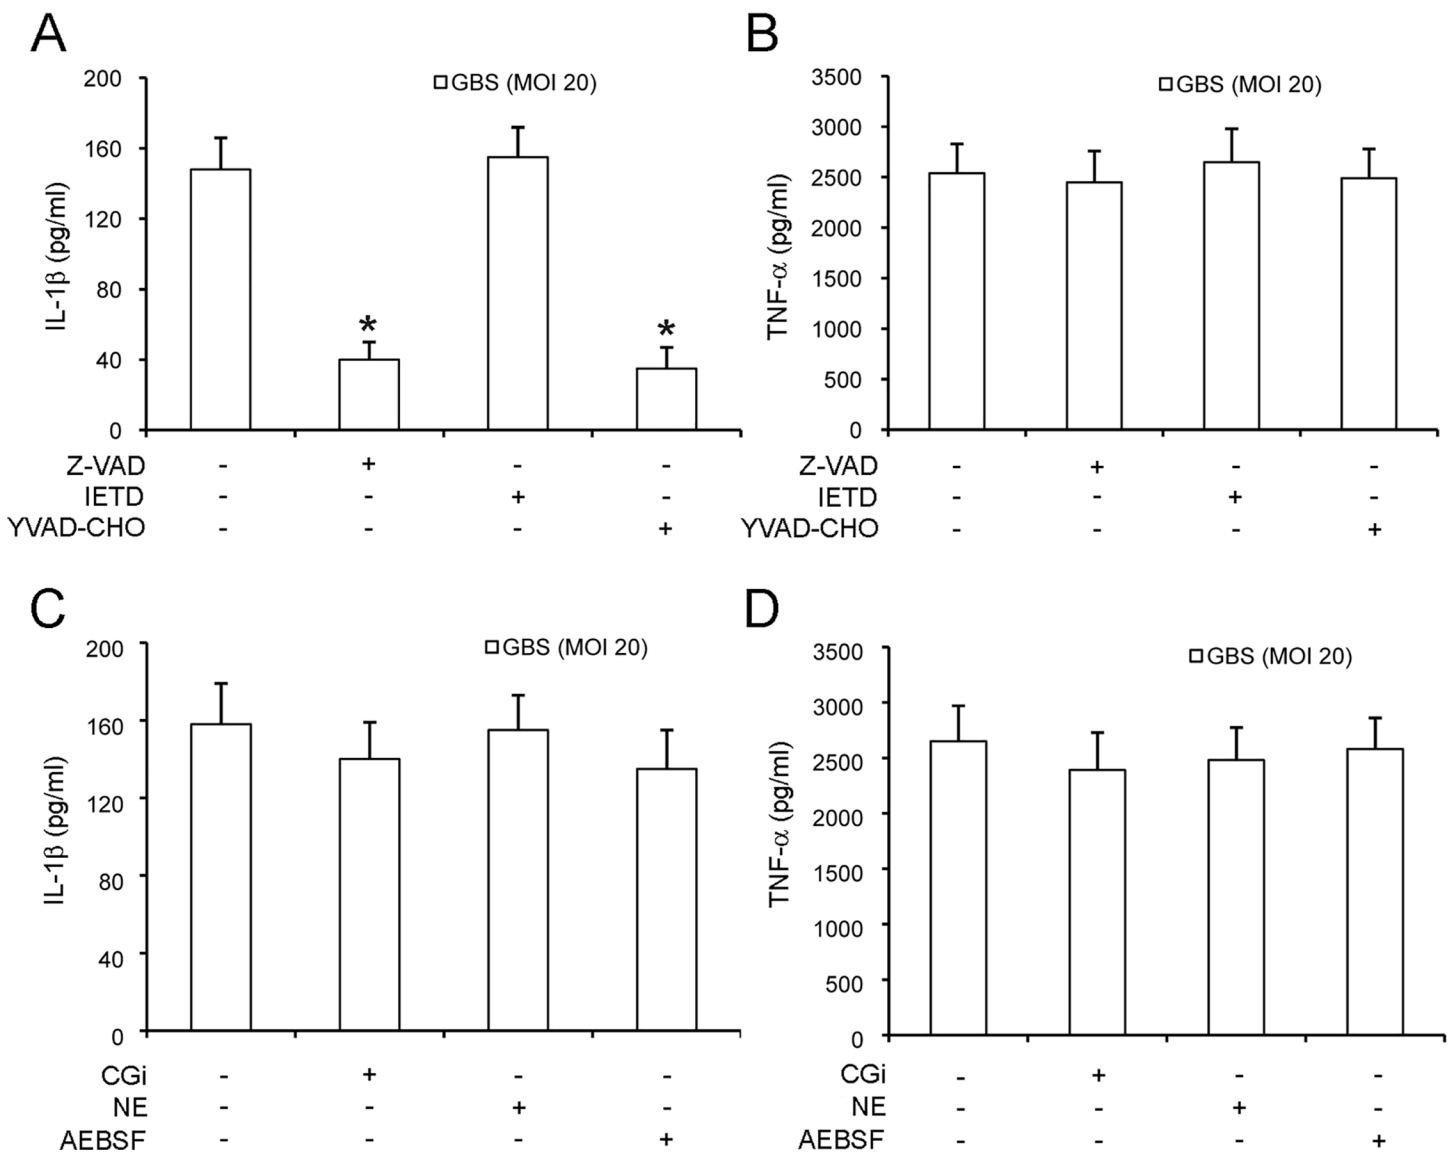 A
GBS (MOI 20)
IL-1β (pg/ml)
200
160
120
80
40
0
*
*
Z-VAD - + - -
IETD - - + -
YVAD-CHO - - - +
B
GBS (MOI 20)
TNF-α (pg/ml)
3500
3000
2500
2000
1500
1000
500
0
Z-VAD - + - -
IETD - - + -
YVAD-CHO - - - +
C
GBS (MOI 20)
IL-1β (pg/ml)
200
160
120
80
40
0
CGi - + - -
NE - - + -
AEBSF - - - +
D
GBS (MOI 20)
TNF-α (pg/ml)
3500
3000
2500
2000
1500
1000
500
0
CGi - + - -
NE - - + -
AEBSF - - - +